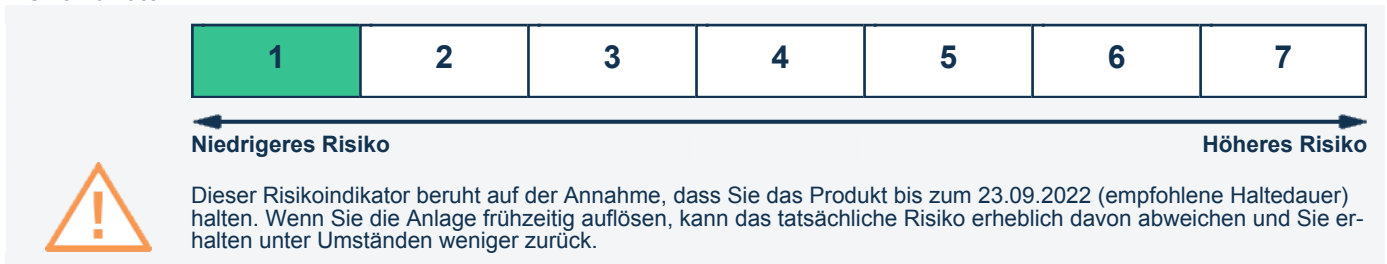 1 2 3 4 5 6 7
Niedrigeres Risiko Höheres Risiko
Dieser Risikoindikator beruht auf der Annahme, dass Sie das Produkt bis zum 23.09.2022 (empfohlene Haltedauer)
halten. Wenn Sie die Anlage frühzeitig auflösen, kann das tatsächliche Risiko erheblich davon abweichen und Sie er-
halten unter Umständen weniger zurück.